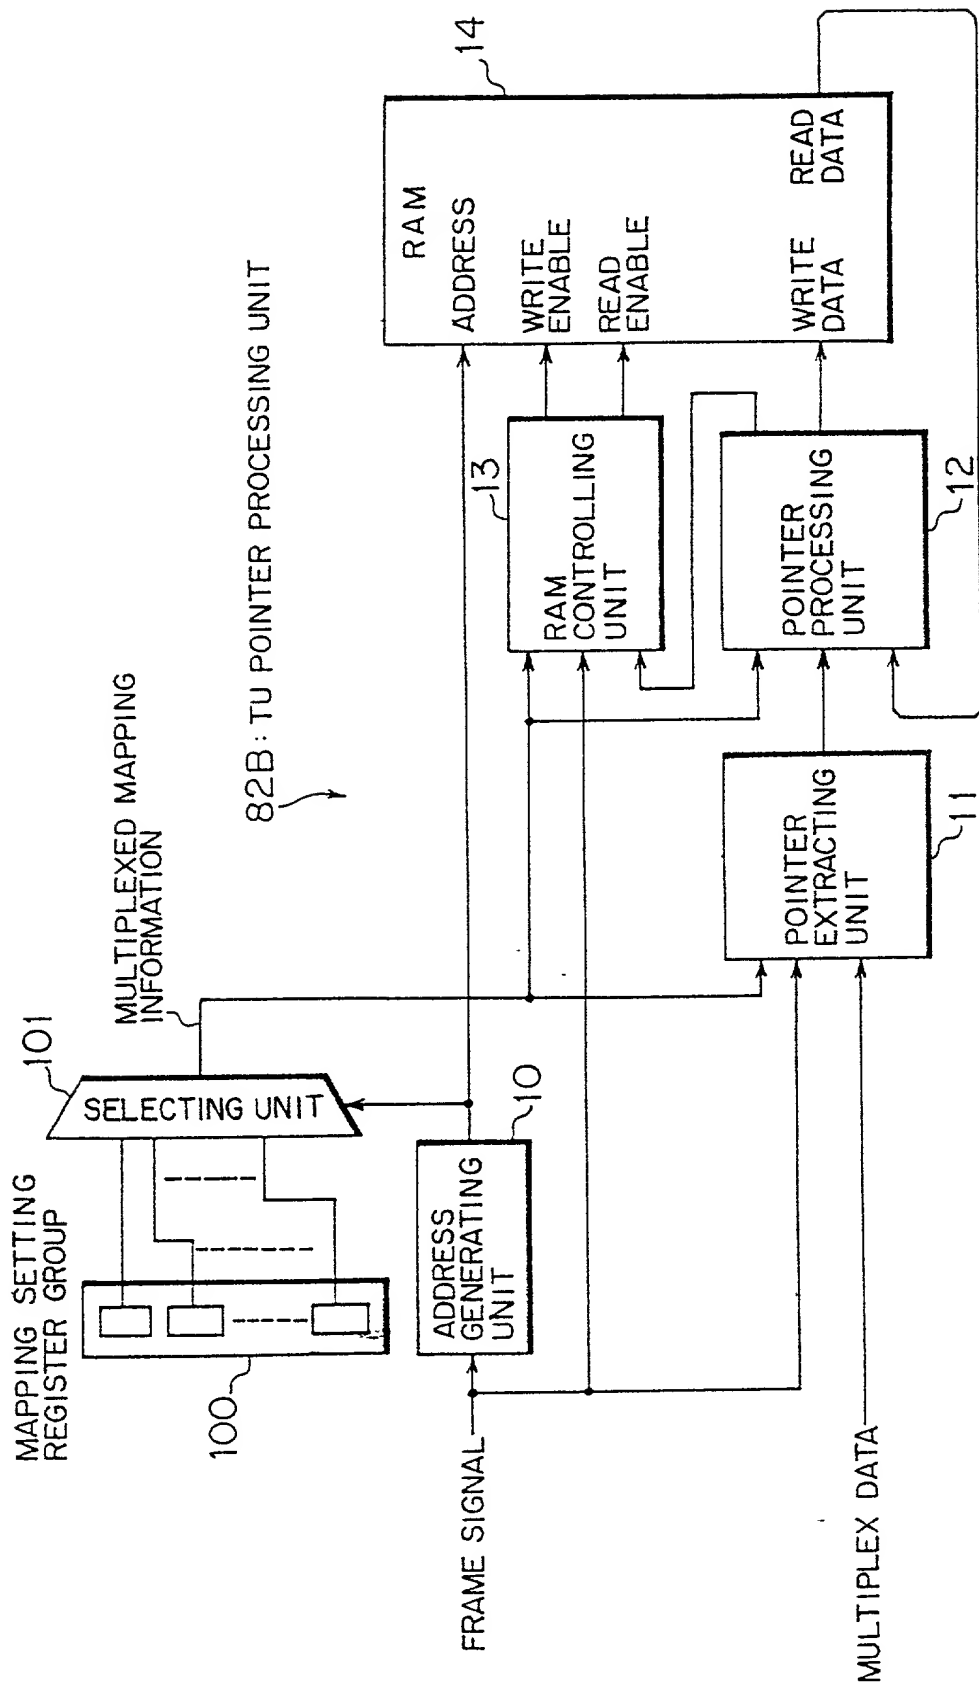 82B: TU POINTER PROCESSING UNIT
MAPPING SETTING
REGISTER GROUP
100
101
SELECTING UNIT
MULTIPLEXED MAPPING
INFORMATION
FRAME SIGNAL
ADDRESS
GENERATING
UNIT
10
MULTIPLEX DATA
POINTER
EXTRACTING
UNIT
11
13
RAM
CONTROLLING
UNIT
POINTER
PROCESSING
UNIT
12
14
RAM
ADDRESS
WRITE
ENABLE
READ
ENABLE
WRITE
DATA
READ
DATA